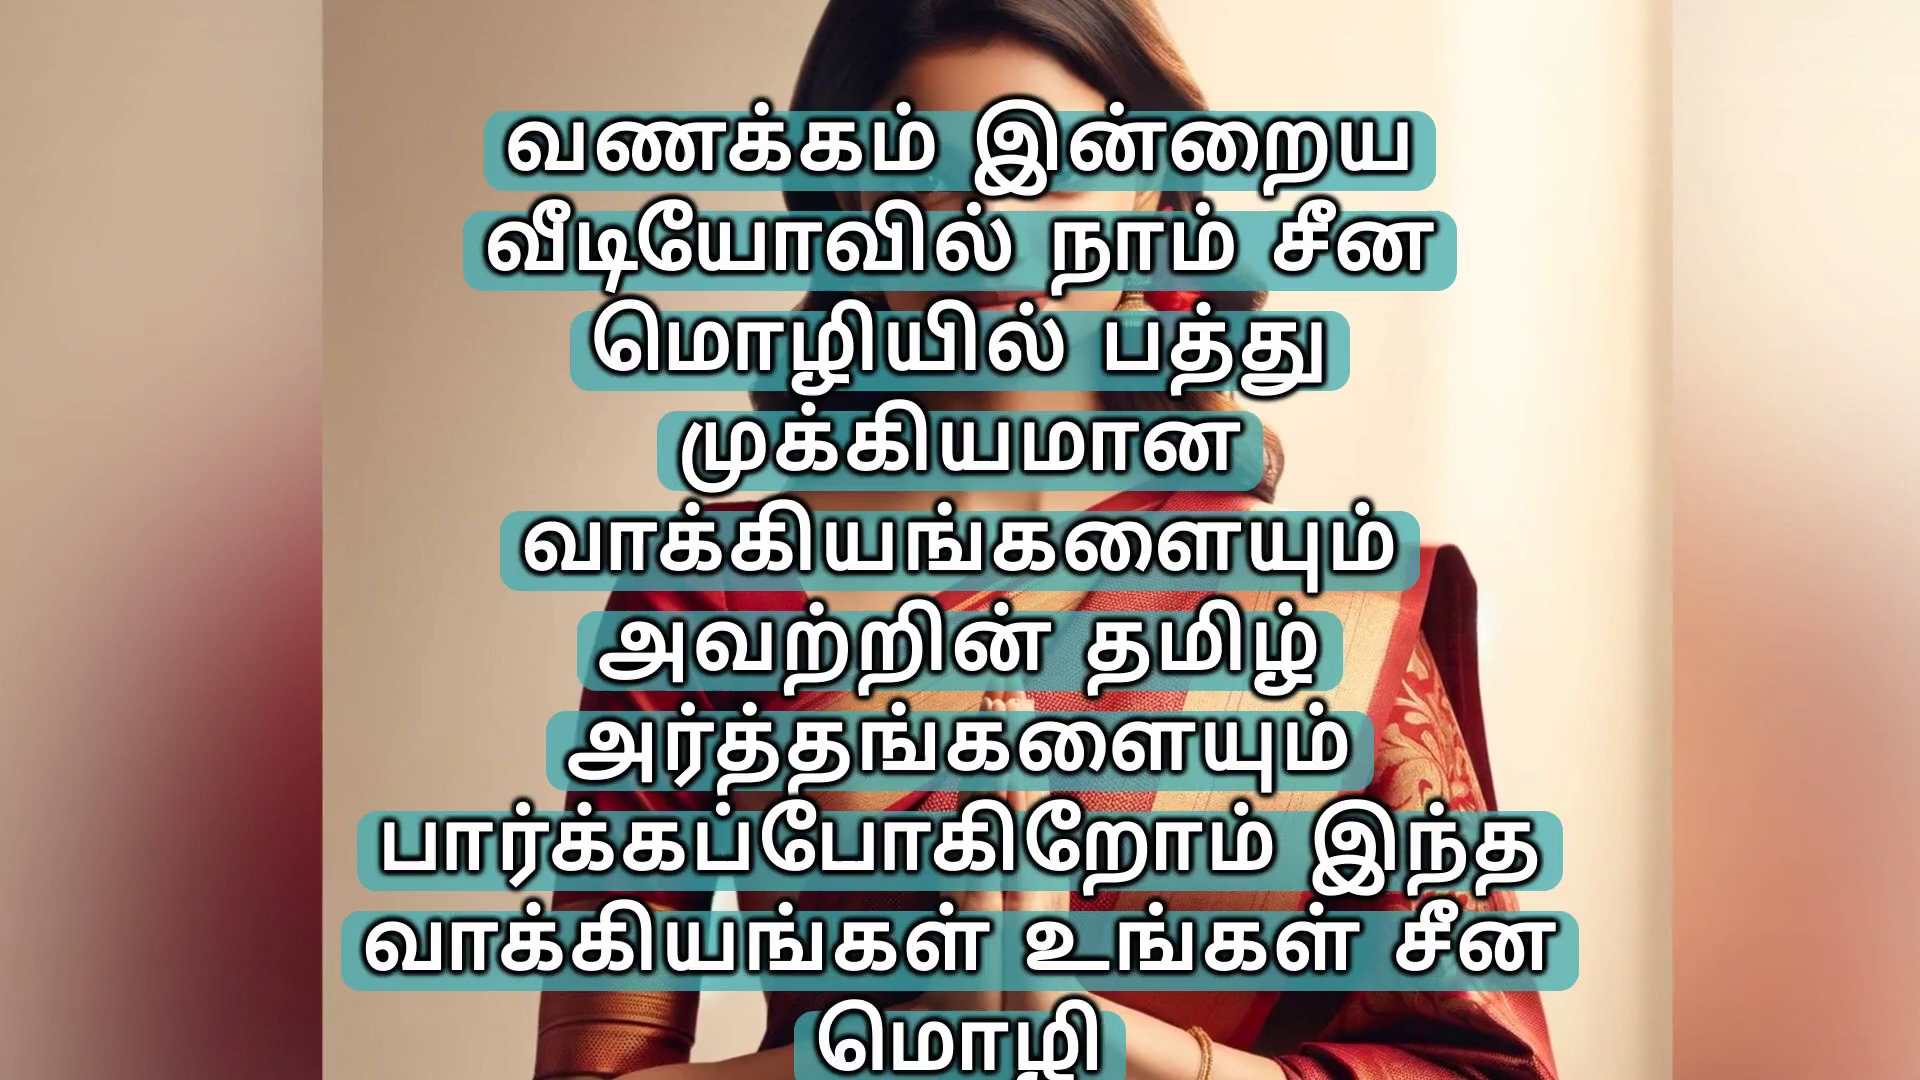 வணக்கம் இன்றைய
வீடியோவில் நாம் சீன
மொழியில் பத்து
முக்கியமான
வாக்கியங்களையும்
அவற்றின் தமிழ்
அர்த்தங்களையும்
பார்க்கப்போகிறோம் இந்த
வாக்கியங்கள் உங்கள் சீன
மொழி